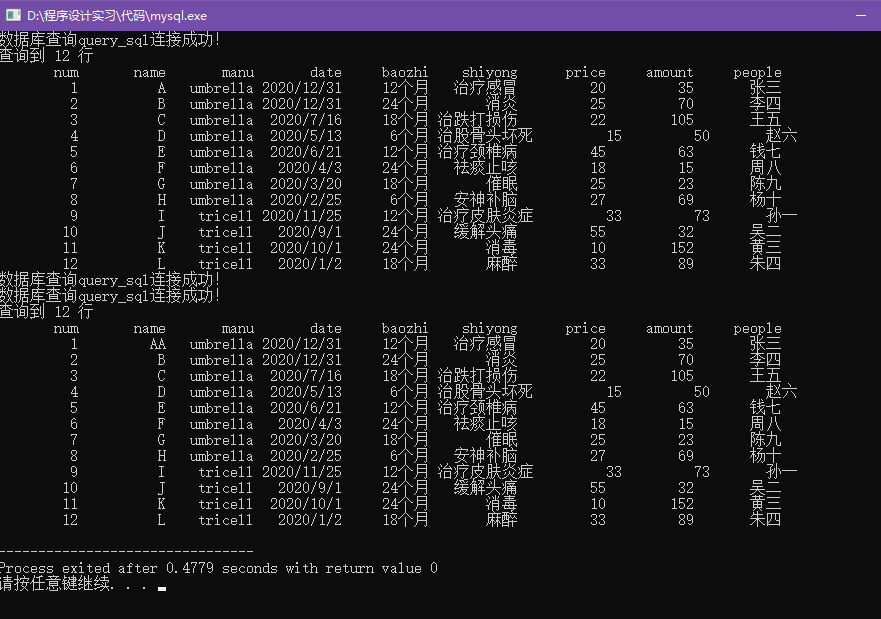 D:\程序设计实习\代码\mysql.exe
数据库查询query_sql连接成功!
查询到 12 行
num name manu date baozhi shiyong price amount people
1 A umbrella 2020/12/31 12个月 治疗感冒 20 35 张三
2 B umbrella 2020/12/31 24个月 消炎 25 70 李四
3 C umbrella 2020/7/16 18个月 治跌打损伤 22 105 王五
4 D umbrella 2020/5/13 6个月 治股骨头坏死 15 50 赵六
5 E umbrella 2020/6/21 12个月 治疗颈椎病 45 63 钱七
6 F umbrella 2020/4/3 24个月 祛痰止咳 18 15 周八
7 G umbrella 2020/3/20 18个月 催眠 25 23 陈九
8 H umbrella 2020/2/25 6个月 安神补脑 27 69 杨十
9 I tricell 2020/11/25 12个月 治疗皮肤炎症 33 73 孙一
10 J tricell 2020/9/1 24个月 缓解头痛 55 32 吴二
11 K tricell 2020/10/1 24个月 消毒 10 152 黄三
12 L tricell 2020/1/2 18个月 麻醉 33 89 朱四
数据库查询query_sql连接成功!
数据库查询query_sql连接成功!
查询到 12 行
num name manu date baozhi shiyong price amount people
1 AA umbrella 2020/12/31 12个月 治疗感冒 20 35 张三
2 B umbrella 2020/12/31 24个月 消炎 25 70 李四
3 C umbrella 2020/7/16 18个月 治跌打损伤 22 105 王五
4 D umbrella 2020/5/13 6个月 治股骨头坏死 15 50 赵六
5 E umbrella 2020/6/21 12个月 治疗颈椎病 45 63 钱七
6 F umbrella 2020/4/3 24个月 祛痰止咳 18 15 周八
7 G umbrella 2020/3/20 18个月 催眠 25 23 陈九
8 H umbrella 2020/2/25 6个月 安神补脑 27 69 杨十
9 I tricell 2020/11/25 12个月 治疗皮肤炎症 33 73 孙一
10 J tricell 2020/9/1 24个月 缓解头痛 55 32 吴二
11 K tricell 2020/10/1 24个月 消毒 10 152 黄三
12 L tricell 2020/1/2 18个月 麻醉 33 89 朱四
--------------------------------
Process exited after 0.4779 seconds with return value 0
请按任意键继续. . .